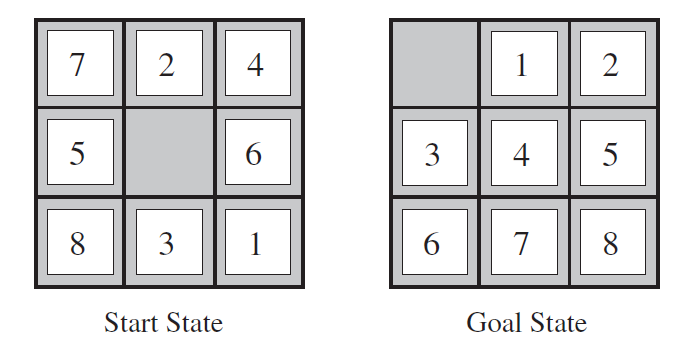 7 2 4
5 6
8 3 1
Start State
1 2
3 4 5
6 7 8
Goal State